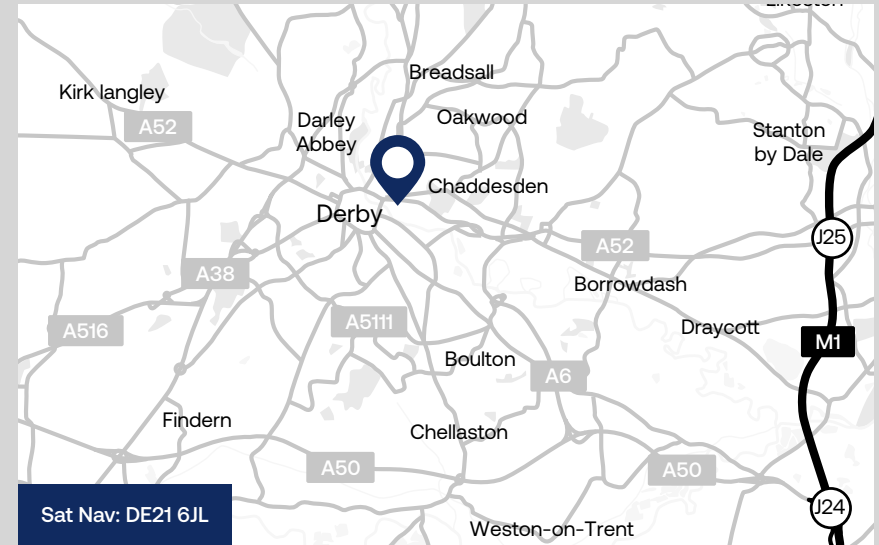 Ilkeston
Breadsall
Kirk langley
Oakwood
Darley
Abbey
A52
Stanton
by Dale
Chaddesden
Derby
J25
A52
A38
Borrowdash
A5111
A516
Draycott
M1
Boulton
A6
Findern
Chellaston
A50
A50
J24
Sat Nav: DE21 6JL
Weston-on-Trent